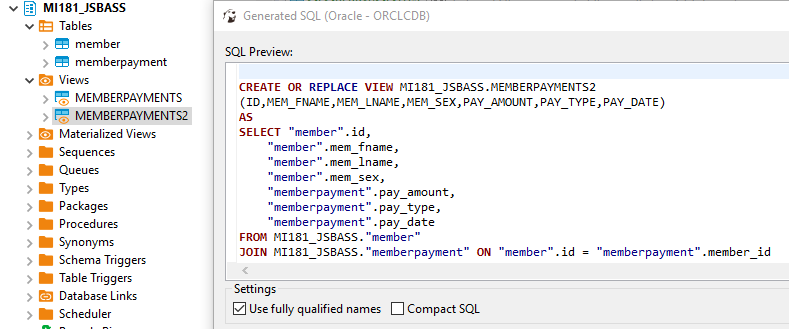 MI181_JSBASS
Tables
member
memberpayment
Views
MEMBERPAYMENTS
MEMBERPAYMENTS2
Materialized Views
Sequences
Queues
Types
Packages
Procedures
Synonyms
Schema Triggers
Table Triggers
Database Links
Scheduler
Generated SQL (Oracle - ORCLCDB)
SQL Preview:
CREATE OR REPLACE VIEW MI181_JSBASS.MEMBERPAYMENTS2
(ID,MEM_FNAME,MEM_LNAME,MEM_SEX,PAY_AMOUNT,PAY_TYPE,PAY_DATE)
AS
SELECT "member".id,
"member".mem_fname,
"member".mem_lname,
"member".mem_sex,
"memberpayment".pay_amount,
"memberpayment".pay_type,
"memberpayment".pay_date
FROM MI181_JSBASS."member"
JOIN MI181_JSBASS."memberpayment" ON "member".id = "memberpayment".member_id
Settings
Use fully qualified names
Compact SQL